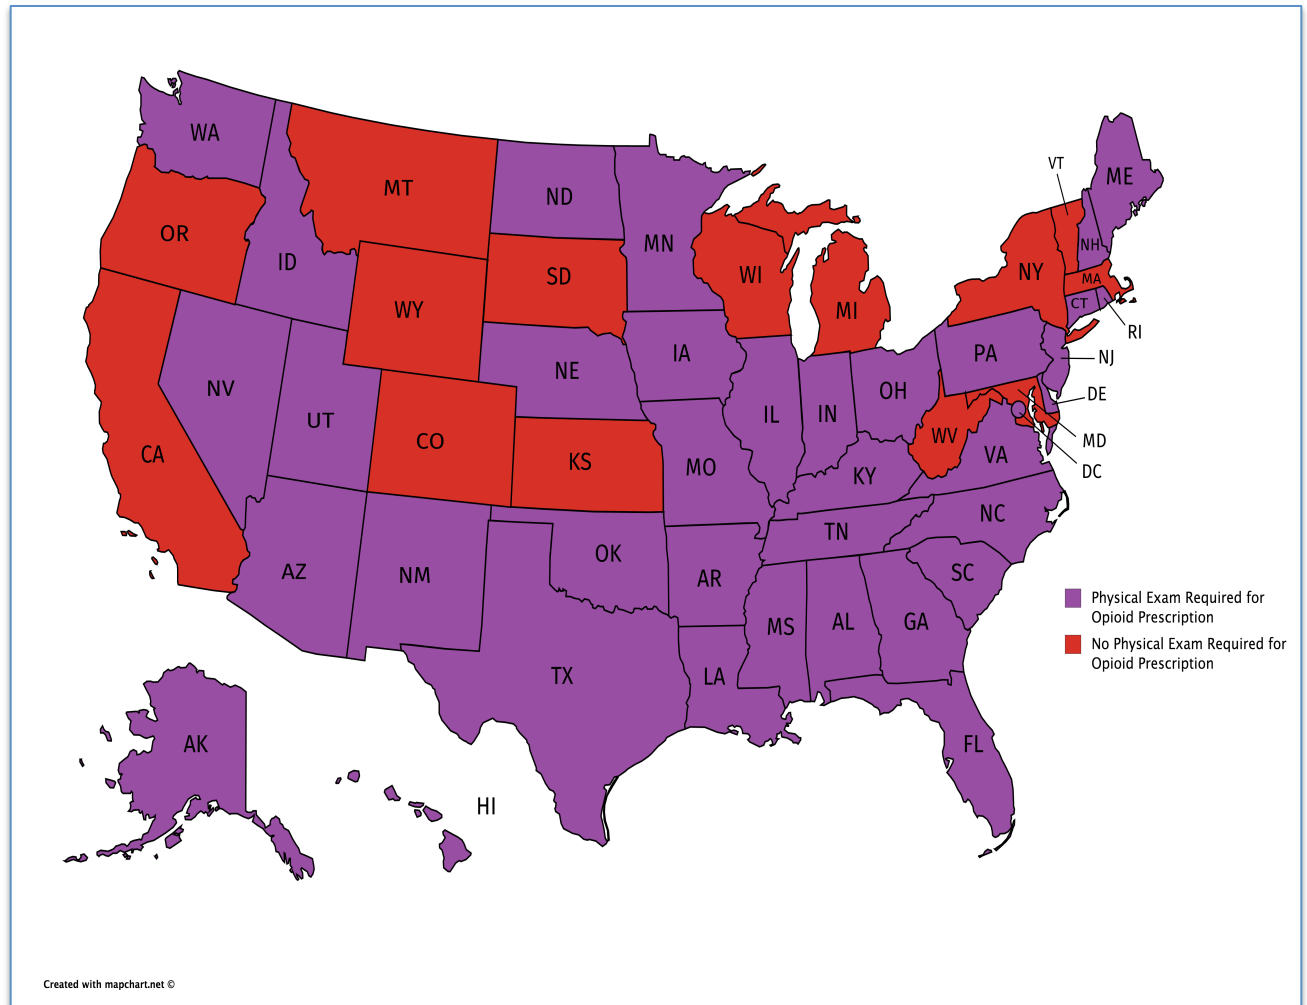 WA
MT
ND
MN
VT
ME
OR
ID
SD
WI
NH
NY
MA
WY
MI
CT
RI
NE
IA
PA
NJ
NV
UT
CO
IL
IN
OH
DE
CA
KS
MO
WV
VA
MD
DC
KY
AZ
NM
OK
AR
TN
NC
SC
MS
AL
GA
TX
LA
FL
AK
HI
Physical Exam Required for
Opioid Prescription
No Physical Exam Required for
Opioid Prescription
Created with mapchart.net ©